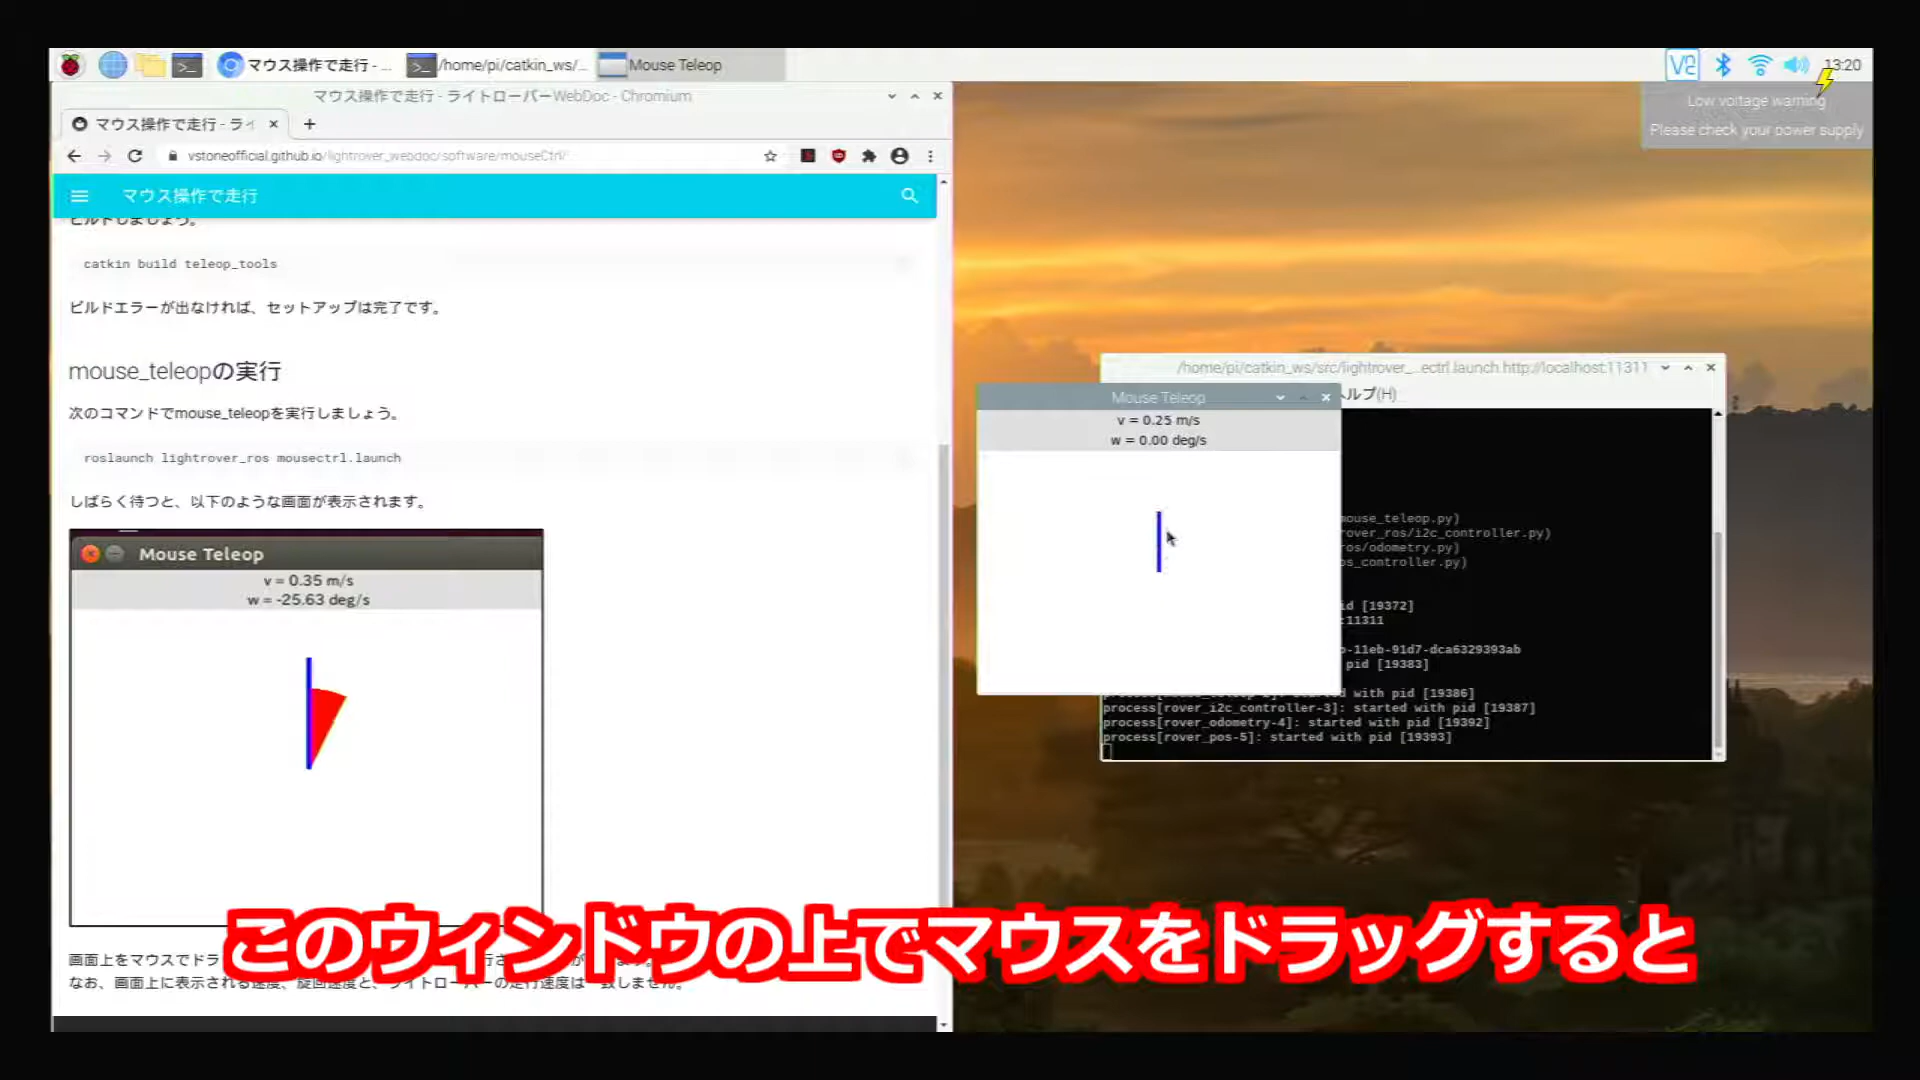 マウス操作で走行 - ...
/home/pi/catkin_ws/...
Mouse Teleop
13:20
Low voltage warning
Please check your power supply
マウス操作で走行 - ライトローバーWebDoc - Chromium
マウス操作で走行 - ライ
vstoneofficial.github.io/lightrover_webdoc/software/mouseCtrl/
マウス操作で走行
ビルドしましょう。
catkin build teleop_tools
ビルドエラーが出なければ、セットアップは完了です。
mouse_teleopの実行
次のコマンドでmouse_teleopを実行しましょう。
roslaunch lightrover_ros mousectrl.launch
しばらく待つと、以下のような画面が表示されます。
Mouse Teleop
v = 0.35 m/s
w = -25.63 deg/s
画面上をマウスでドラ
なお、画面上に表示される速度、旋回速度と、ライトローバーの走行速度は一致しません。
/home/pi/catkin_ws/src/lightrover_...ectrl.launch http://localhost:11311
ヘルプ(H)
Mouse Teleop
v = 0.25 m/s
w = 0.00 deg/s
mouse_teleop.py)
rover_ros/i2c_controller.py)
ros/odometry.py)
os_controller.py)
id [19372]
:11311
-11eb-91d7-dca6329393ab
pid [19383]
started with pid [19386]
process[rover_i2c_controller-3]: started with pid [19387]
process[rover_odometry-4]: started with pid [19392]
process[rover_pos-5]: started with pid [19393]
このウィンドウの上でマウスをドラッグすると